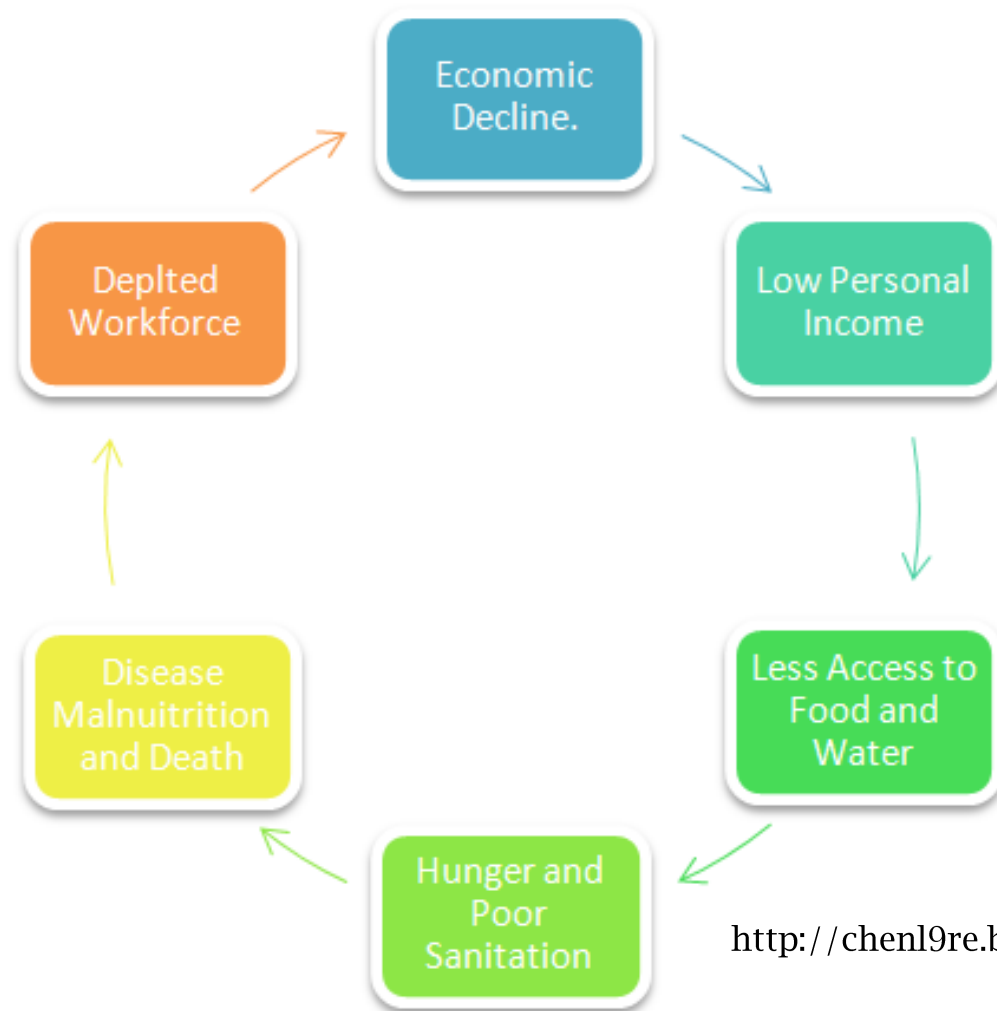 Economic
Decline.
Low Personal
Income
Less Access to
Food and
Water
Hunger and
Poor
Sanitation
Disease
Malnuitrition
and Death
Deplted
Workforce
http://chenl9re.b